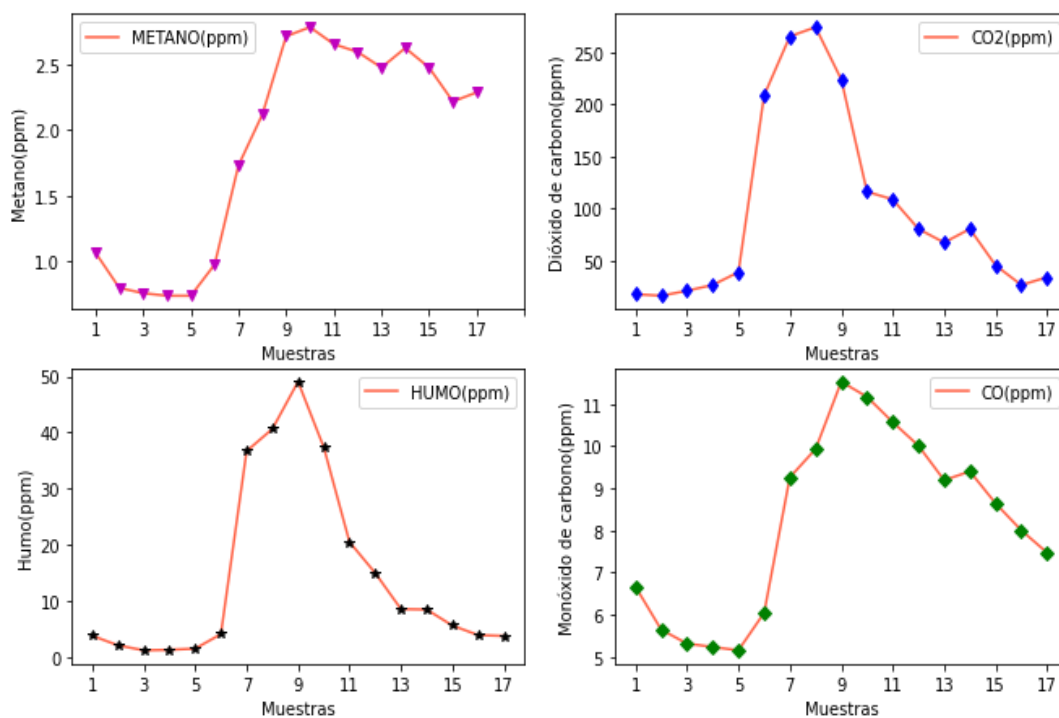 METANO(ppm)
Metano(ppm)
2.5
2.0
1.5
1.0
1 3 5 7 9 11 13 15 17
Muestras
CO2(ppm)
Dióxido de carbono(ppm)
250
200
150
100
50
1 3 5 7 9 11 13 15 17
Muestras
HUMO(ppm)
Humo(ppm)
50
40
30
20
10
0
1 3 5 7 9 11 13 15 17
Muestras
CO(ppm)
Monóxido de carbono(ppm)
11
10
9
8
7
6
5
1 3 5 7 9 11 13 15 17
Muestras